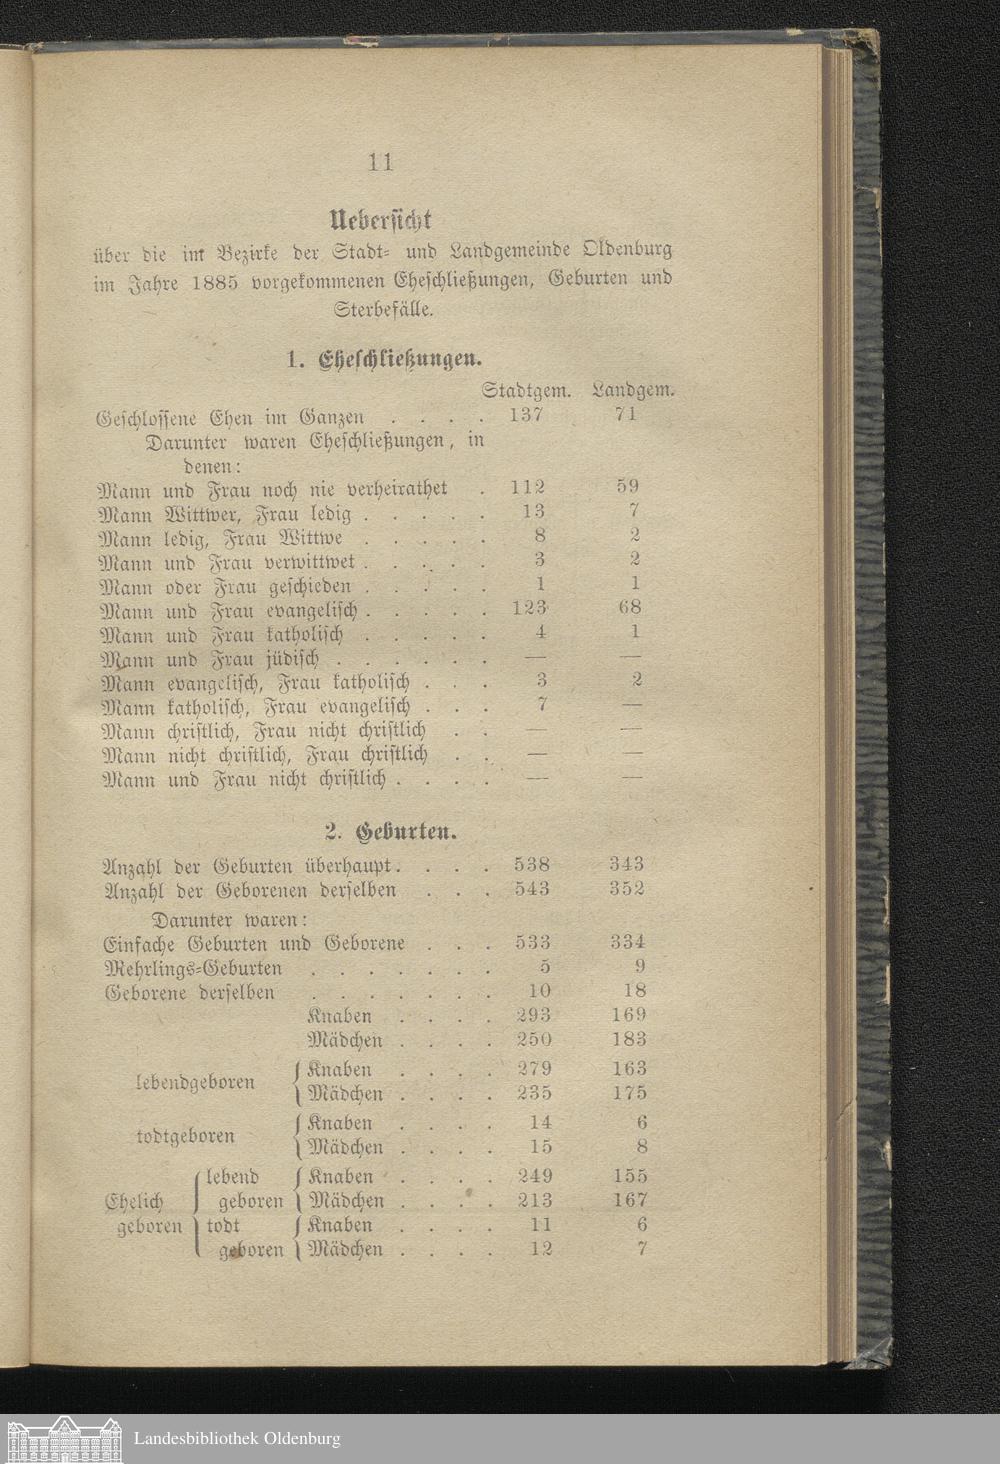 11
Uebersicht
über die im Bezirke der Stadt= und Landgemeinde Oldenburg
im Jahre 1885 vorgekommenen Eheschließungen, Geburten und
Sterbefälle.
1. Eheschließungen.
Stadtgem. Landgem.
Geschlossene Ehen im Ganzen . . . . 137 71
Darunter waren Eheschließungen, in
denen:
Mann und Frau noch nie verheirathet . 112 59
Mann Wittwer, Frau ledig . . . . . 13 7
Mann ledig, Frau Wittwe . . . . . 8 2
Mann und Frau verwittwet . . . . . 3 2
Mann oder Frau geschieden . . . . . 1 1
Mann und Frau evangelisch . . . . . 123 68
Mann und Frau katholisch . . . . . 4 1
Mann und Frau jüdisch . . . . . . — —
Mann evangelisch, Frau katholisch . . . 3 2
Mann katholisch, Frau evangelisch . . . 7 —
Mann christlich, Frau nicht christlich . . — —
Mann nicht christlich, Frau christlich . . — —
Mann und Frau nicht christlich . . . . — —
2. Geburten.
Anzahl der Geburten überhaupt . . . . 538 343
Anzahl der Geborenen derselben . . . 543 352
Darunter waren:
Einfache Geburten und Geborene . . . 533 334
Mehrlings=Geburten . . . . . . . 5 9
Geborene derselben . . . . . . . 10 18
Knaben . . . . 293 169
Mädchen . . . . 250 183
lebendgeboren { Knaben . . . . 279 163
Mädchen . . . . 235 175
todtgeboren { Knaben . . . . 14 6
Mädchen . . . . 15 8
lebend { Knaben . . . . 249 155
Ehelich geboren { Mädchen . . . . 213 167
geboren todt { Knaben . . . . 11 6
geboren { Mädchen . . . . 12 7
Landesbibliothek Oldenburg